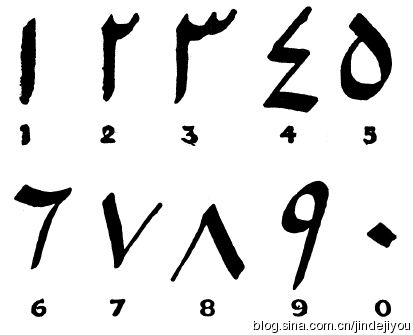 ١ ٢ ٣ ٤ ٥
1 2 3 4 5
٦ ٧ ٨ ٩ ٠
6 7 8 9 0
blog.sina.com.cn/jindejiyou